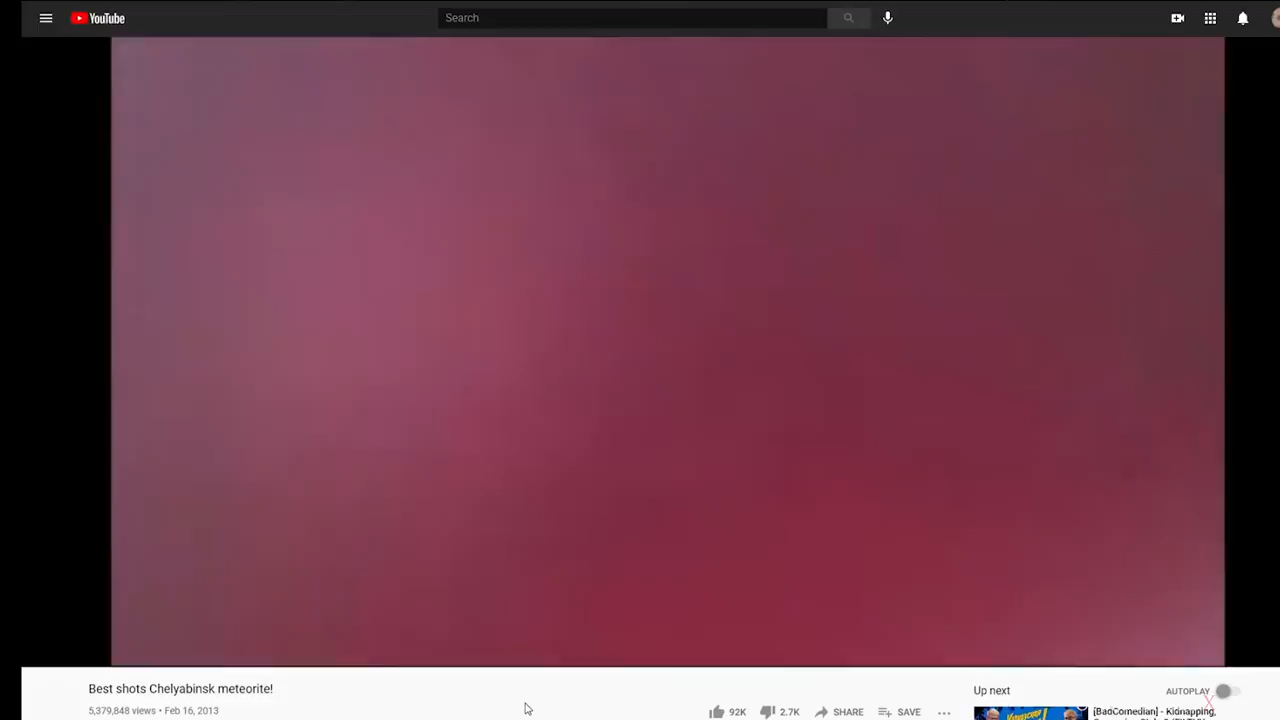 YouTube
Search
Best shots Chelyabinsk meteorite!
5,379,848 views • Feb 16, 2013
92K
2.7K
SHARE
SAVE
Up next
AUTOPLAY
[BadComedian] - Kidnapping,